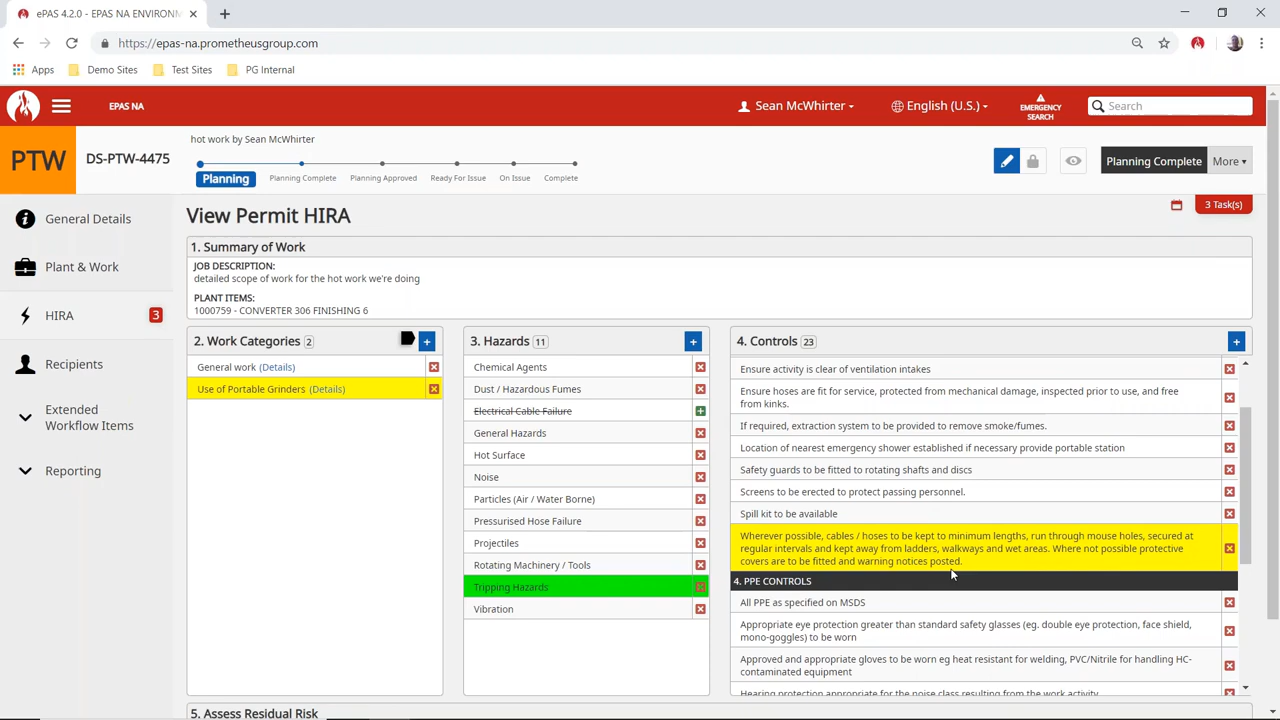 ePAS 4.2.0 - EPAS NA ENVIRON
https://epas-na.prometheusgroup.com
Apps Demo Sites Test Sites PG Internal
EPAS NA Sean McWhirter English (U.S.) EMERGENCY SEARCH Search
PTW DS-PTW-4475
hot work by Sean McWhirter
Planning Planning Complete Planning Approved Ready For Issue On Issue Complete
Planning Complete More
General Details
Plant & Work
HIRA 3
Recipients
Extended
Workflow Items
Reporting
View Permit HIRA
3 Task(s)
1. Summary of Work
JOB DESCRIPTION:
detailed scope of work for the hot work we're doing
PLANT ITEMS:
1000759 - CONVERTER 306 FINISHING 6
2. Work Categories 2
General work (Details)
Use of Portable Grinders (Details)
3. Hazards 11
Chemical Agents
Dust / Hazardous Fumes
Electrical Cable Failure
General Hazards
Hot Surface
Noise
Particles (Air / Water Borne)
Pressurised Hose Failure
Projectiles
Rotating Machinery / Tools
Tripping Hazards
Vibration
4. Controls 23
Ensure activity is clear of ventilation intakes
Ensure hoses are fit for service, protected from mechanical damage, inspected prior to use, and free
from kinks.
If required, extraction system to be provided to remove smoke/fumes.
Location of nearest emergency shower established if necessary provide portable station
Safety guards to be fitted to rotating shafts and discs
Screens to be erected to protect passing personnel.
Spill kit to be available
Wherever possible, cables / hoses to be kept to minimum lengths, run through mouse holes, secured at
regular intervals and kept away from ladders, walkways and wet areas. Where not possible protective
covers are to be fitted and warning notices posted.
4. PPE CONTROLS
All PPE as specified on MSDS
Appropriate eye protection greater than standard safety glasses (eg. double eye protection, face shield,
mono-goggles) to be worn
Approved and appropriate gloves to be worn eg heat resistant for welding, PVC/Nitrile for handling HC-
contaminated equipment
Hearing protection appropriate for the noise class resulting from the work activity
5. Assess Residual Risk